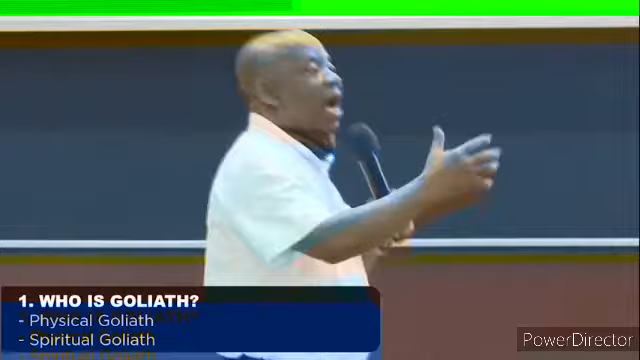 1. WHO IS GOLIATH?
- Physical Goliath
- Spiritual Goliath
PowerDirector